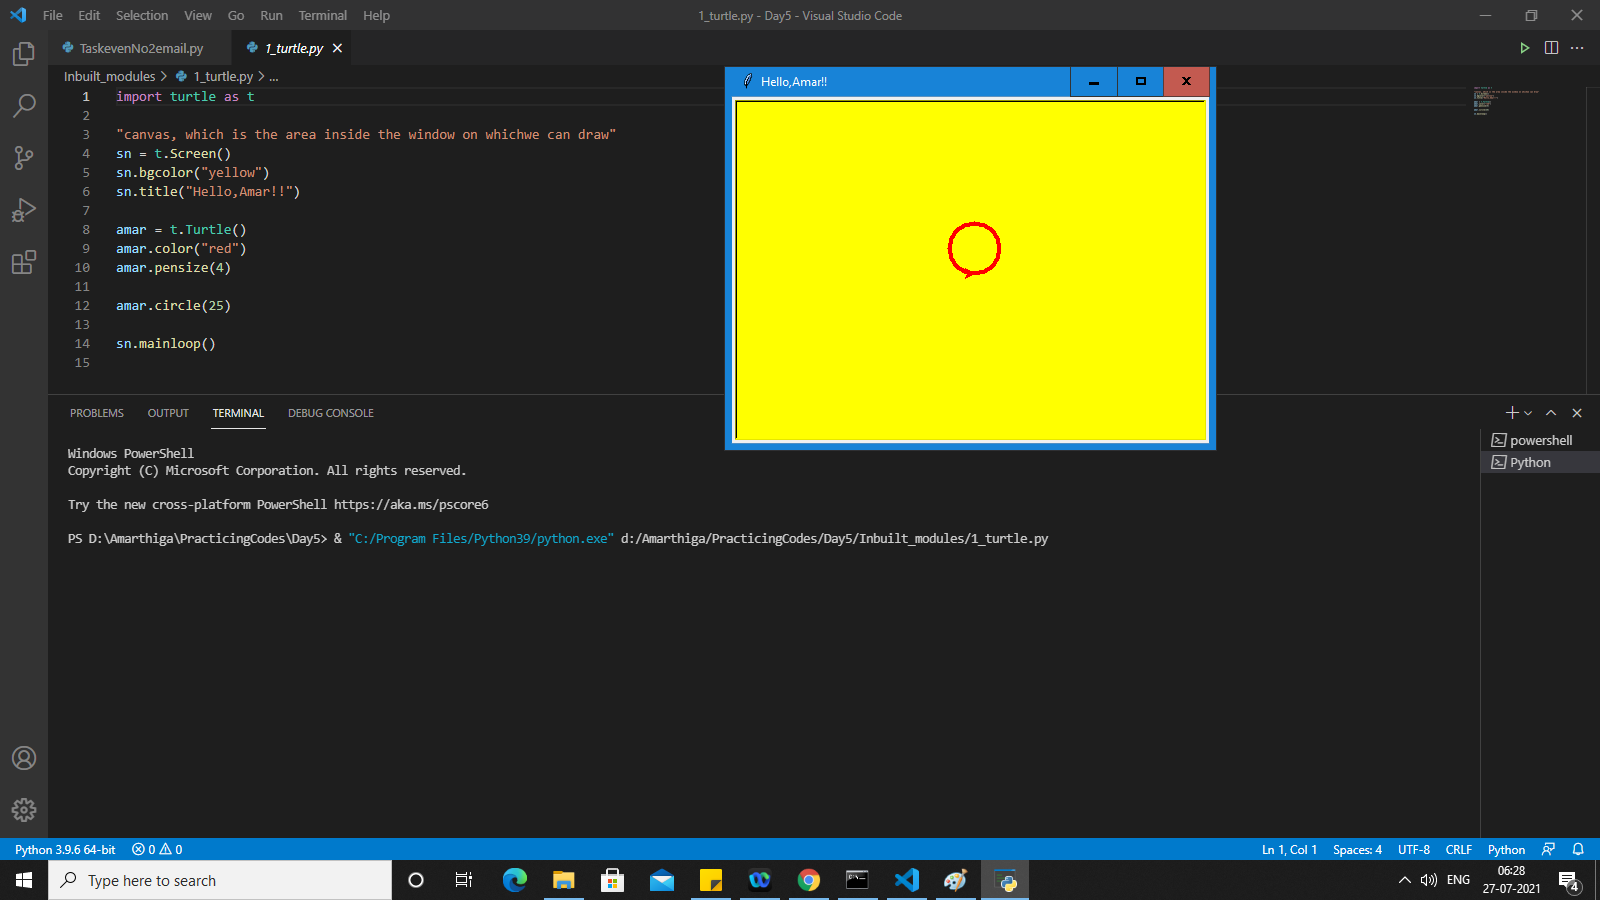 File Edit Selection View Go Run Terminal Help
1_turtle.py - Day5 - Visual Studio Code
TaskevenNo2email.py 1_turtle.py
Inbuilt_modules > 1_turtle.py > ...
1 import turtle as t
2
3 "canvas, which is the area inside the window on whichwe can draw"
4 sn = t.Screen()
5 sn.bgcolor("yellow")
6 sn.title("Hello,Amar!!")
7
8 amar = t.Turtle()
9 amar.color("red")
10 amar.pensize(4)
11
12 amar.circle(25)
13
14 sn.mainloop()
15
Hello,Amar!!
PROBLEMS OUTPUT TERMINAL DEBUG CONSOLE
Windows PowerShell
Copyright (C) Microsoft Corporation. All rights reserved.
Try the new cross-platform PowerShell https://aka.ms/pscore6
PS D:\Amarthiga\PracticingCodes\Day5> & "C:/Program Files/Python39/python.exe" d:/Amarthiga/PracticingCodes/Day5/Inbuilt_modules/1_turtle.py
powershell
Python
Python 3.9.6 64-bit 0 0
Ln 1, Col 1 Spaces: 4 UTF-8 CRLF Python
Type here to search
ENG
06:28
27-07-2021
4